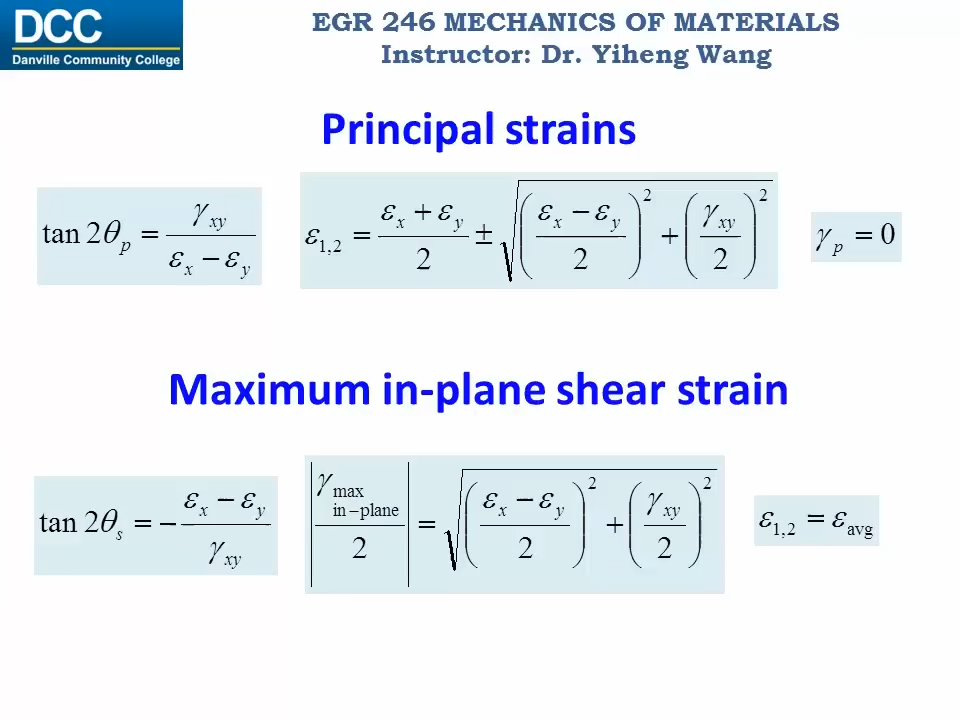 DCC
Danville Community College
EGR 246 MECHANICS OF MATERIALS
Instructor: Dr. Yiheng Wang
Principal strains
tan 2θ_p = γ_xy / (ε_x − ε_y)
ε_1,2 = (ε_x + ε_y)/2 ± √(((ε_x − ε_y)/2)² + (γ_xy/2)²)
γ_p = 0
Maximum in-plane shear strain
tan 2θ_s = −(ε_x − ε_y)/γ_xy
|γ_max in−plane / 2| = √(((ε_x − ε_y)/2)² + (γ_xy/2)²)
ε_1,2 = ε_avg